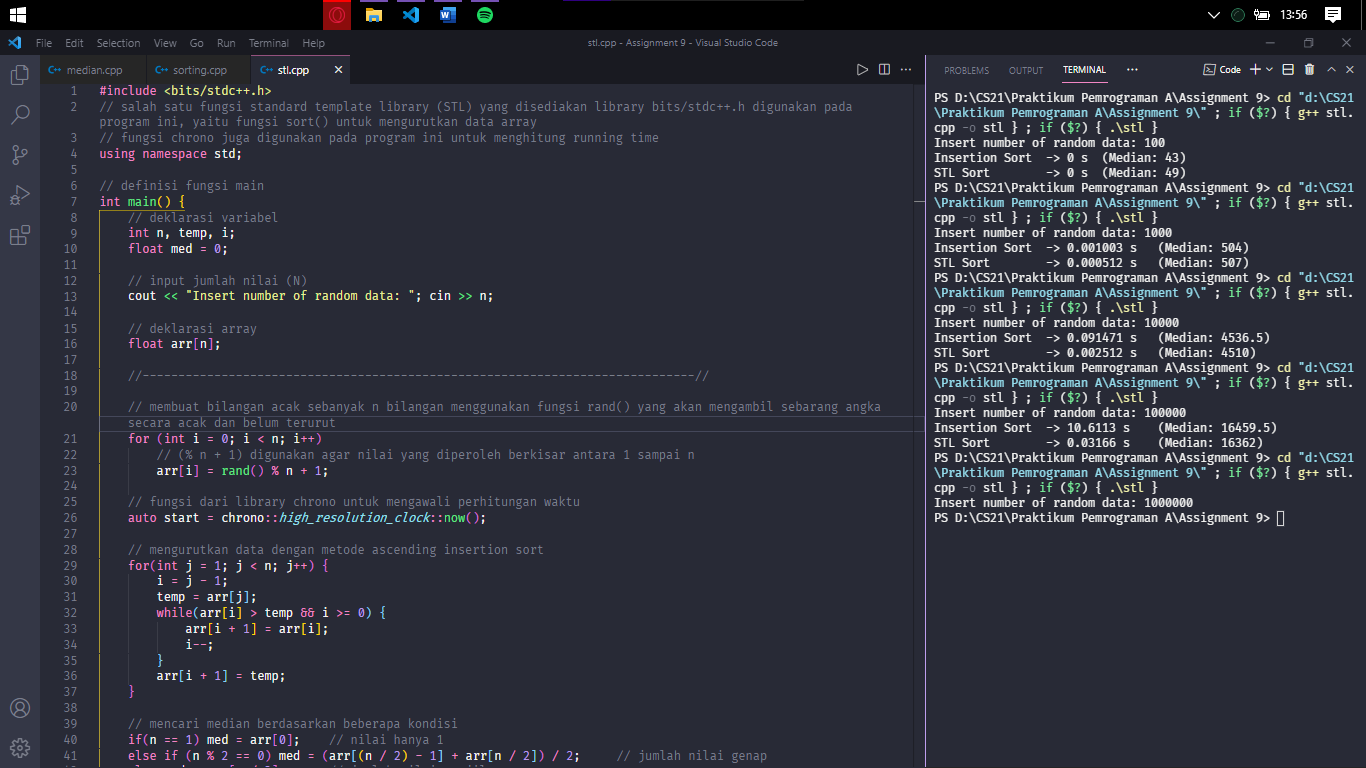 13:56
File Edit Selection View Go Run Terminal Help
stl.cpp - Assignment 9 - Visual Studio Code
median.cpp sorting.cpp stl.cpp
1 #include <bits/stdc++.h>
2 // salah satu fungsi standard template library (STL) yang disediakan library bits/stdc++.h digunakan pada
program ini, yaitu fungsi sort() untuk mengurutkan data array
3 // fungsi chrono juga digunakan pada program ini untuk menghitung running time
4 using namespace std;
5
6 // definisi fungsi main
7 int main() {
8 // deklarasi variabel
9 int n, temp, i;
10 float med = 0;
11
12 // input jumlah nilai (N)
13 cout << "Insert number of random data: "; cin >> n;
14
15 // deklarasi array
16 float arr[n];
17
18 //-----------------------------------------------------------------------------//
19
20 // membuat bilangan acak sebanyak n bilangan menggunakan fungsi rand() yang akan mengambil sebarang angka
secara acak dan belum terurut
21 for (int i = 0; i < n; i++)
22 // (% n + 1) digunakan agar nilai yang diperoleh berkisar antara 1 sampai n
23 arr[i] = rand() % n + 1;
24
25 // fungsi dari library chrono untuk mengawali perhitungan waktu
26 auto start = chrono::high_resolution_clock::now();
27
28 // mengurutkan data dengan metode ascending insertion sort
29 for(int j = 1; j < n; j++) {
30 i = j - 1;
31 temp = arr[j];
32 while(arr[i] > temp && i >= 0) {
33 arr[i + 1] = arr[i];
34 i--;
35 }
36 arr[i + 1] = temp;
37 }
38
39 // mencari median berdasarkan beberapa kondisi
40 if(n == 1) med = arr[0]; // nilai hanya 1
41 else if (n % 2 == 0) med = (arr[(n / 2) - 1] + arr[n / 2]) / 2; // jumlah nilai genap
PROBLEMS OUTPUT TERMINAL ··· Code
PS D:\CS21\Praktikum Pemrograman A\Assignment 9> cd "d:\CS21
\Praktikum Pemrograman A\Assignment 9\" ; if ($?) { g++ stl.
cpp -o stl } ; if ($?) { .\stl }
Insert number of random data: 100
Insertion Sort -> 0 s (Median: 43)
STL Sort -> 0 s (Median: 49)
PS D:\CS21\Praktikum Pemrograman A\Assignment 9> cd "d:\CS21
\Praktikum Pemrograman A\Assignment 9\" ; if ($?) { g++ stl.
cpp -o stl } ; if ($?) { .\stl }
Insert number of random data: 1000
Insertion Sort -> 0.001003 s (Median: 504)
STL Sort -> 0.000512 s (Median: 507)
PS D:\CS21\Praktikum Pemrograman A\Assignment 9> cd "d:\CS21
\Praktikum Pemrograman A\Assignment 9\" ; if ($?) { g++ stl.
cpp -o stl } ; if ($?) { .\stl }
Insert number of random data: 10000
Insertion Sort -> 0.091471 s (Median: 4536.5)
STL Sort -> 0.002512 s (Median: 4510)
PS D:\CS21\Praktikum Pemrograman A\Assignment 9> cd "d:\CS21
\Praktikum Pemrograman A\Assignment 9\" ; if ($?) { g++ stl.
cpp -o stl } ; if ($?) { .\stl }
Insert number of random data: 100000
Insertion Sort -> 10.6113 s (Median: 16459.5)
STL Sort -> 0.03166 s (Median: 16362)
PS D:\CS21\Praktikum Pemrograman A\Assignment 9> cd "d:\CS21
\Praktikum Pemrograman A\Assignment 9\" ; if ($?) { g++ stl.
cpp -o stl } ; if ($?) { .\stl }
Insert number of random data: 1000000
PS D:\CS21\Praktikum Pemrograman A\Assignment 9>